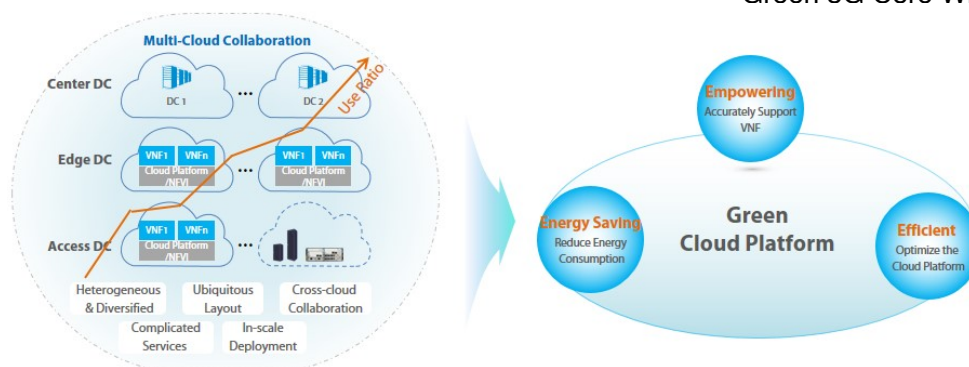 Green 5G Core
Multi-Cloud Collaboration
Center DC
DC 1
...
DC 2
Use Ratio
Edge DC
VNF1 VNFn
Cloud Platform
/NFVI
...
VNF1 VNFn
Cloud Platform
/NFVI
Access DC
VNF1 VNFn
Cloud Platform
/NFVI
...
Heterogeneous
& Diversified
Ubiquitous
Layout
Cross-cloud
Collaboration
Complicated
Services
In-scale
Deployment
Empowering
Accurately Support
VNF
Energy Saving
Reduce Energy
Consumption
Green
Cloud Platform
Efficient
Optimize the
Cloud Platform